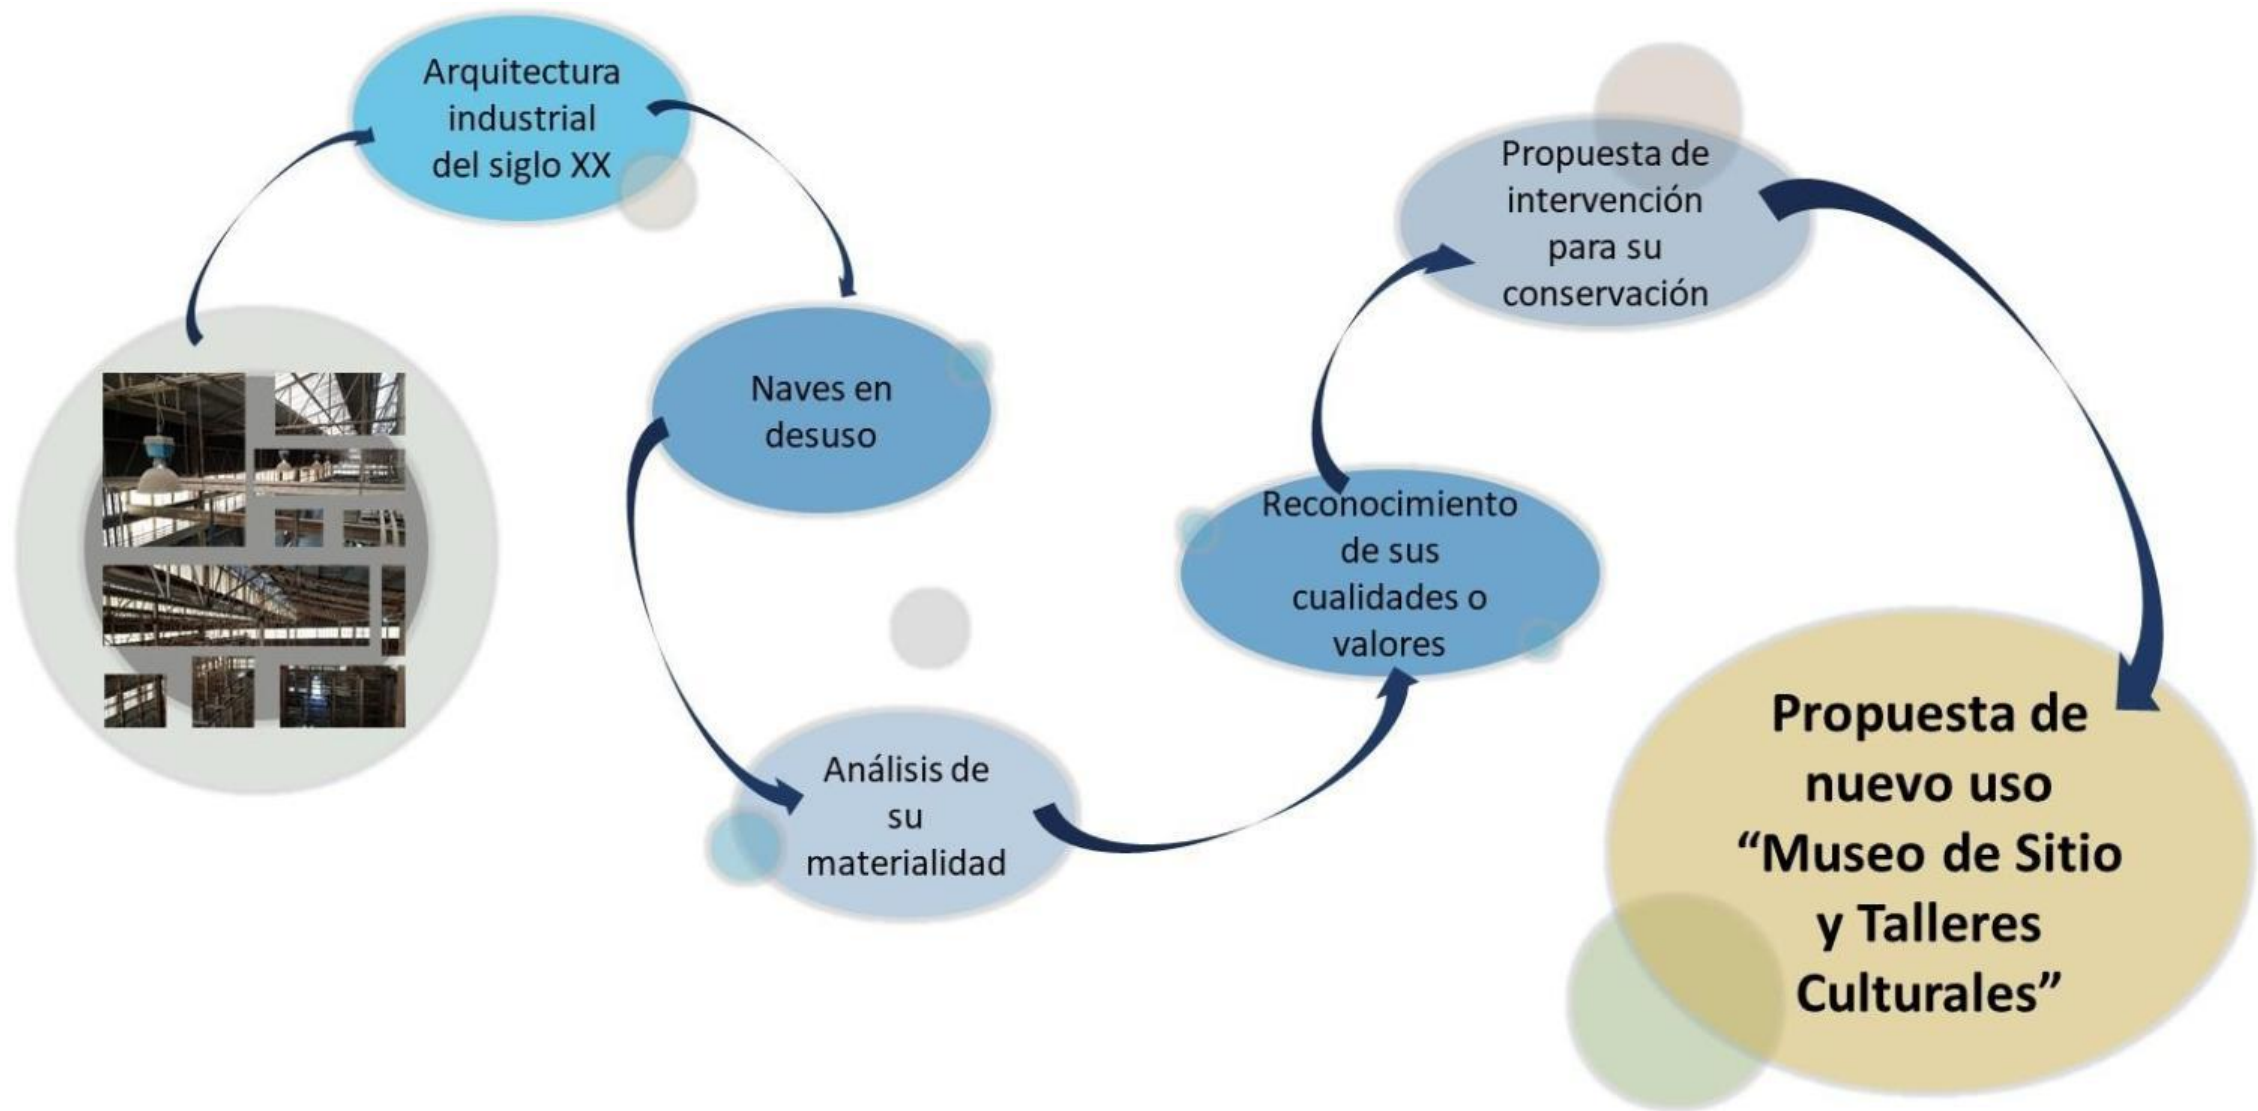 Arquitectura
industrial
del siglo XX
Naves en
desuso
Análisis de
su
materialidad
Reconocimiento
de sus
cualidades o
valores
Propuesta de
intervención
para su
conservación
Propuesta de
nuevo uso
“Museo de Sitio
y Talleres
Culturales”